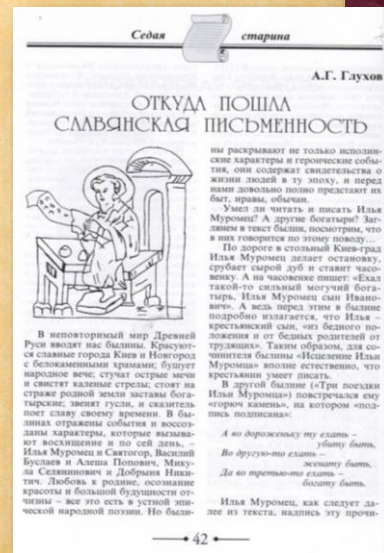 Седая старина
А.Г. Глухов
ОТКУДА ПОШЛА
СЛАВЯНСКАЯ ПИСЬМЕННОСТЬ
В неповторимый мир Древней
Руси вводят нас былины. Красуют-
ся славные города Киев и Новгород
с белокаменными храмами; бушует
народное вече; стучат острые мечи
и свистят каленые стрелы; стоят на
страже родной земли заставы бога-
тырские; звенят гусли, и сказитель
поет славу своему времени. В бы-
линах отражены события и воссоз-
даны характеры, которые вызыва-
ют восхищение и по сей день, –
Илья Муромец и Святогор, Василий
Буслаев и Алеша Попович, Мику-
ла Селянинович и Добрыня Ники-
тич. Любовь к родине, осознание
красоты и большой будущности от-
чизны – все это есть в устной эпи-
ческой народной поэзии. Но были-
ны раскрывают не только исполин-
ские характеры и героические собы-
тия, они содержат свидетельства о
жизни людей в ту эпоху, и перед
нами довольно полно предстают их
быт, нравы, обычаи.
Умел ли читать и писать Илья
Муромец? А другие богатыри? Заг-
лянем в текст былин, посмотрим, что
в них говорится по этому поводу...
По дороге в стольный Киев-град
Илья Муромец делает остановку,
срубает сырой дуб и ставит часо-
венку. А на часовенке пишет: «Ехал
такой-то сильный могучий бога-
тырь, Илья Муромец сын Ивано-
вич». А ведь перед этим в былине
подробно излагается, что Илья –
крестьянский сын, «из бедного по-
ложения и от бедных родителей от
трудящих». Таким образом, для со-
чинителя былины «Исцеление Ильи
Муромца» вполне естественно, что
крестьянин умеет писать.
В другой былине («Три поездки
Ильи Муромца») повстречался ему
«горюч камень», на котором «под-
пись подписана»:
А во дороженьку ту ехать –
убиту быть,
Во другую-то ехать –
женату быть,
Да во третью-то ехать –
богату быть.
Илья Муромец, как следует да-
лее из текста, надпись эту прочи-
42